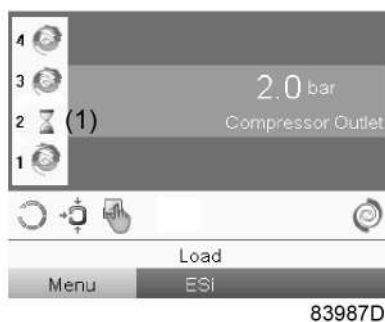 4
3
2.0 bar
2 (1) Compressor Outlet
1
Load
Menu ESi
83987D